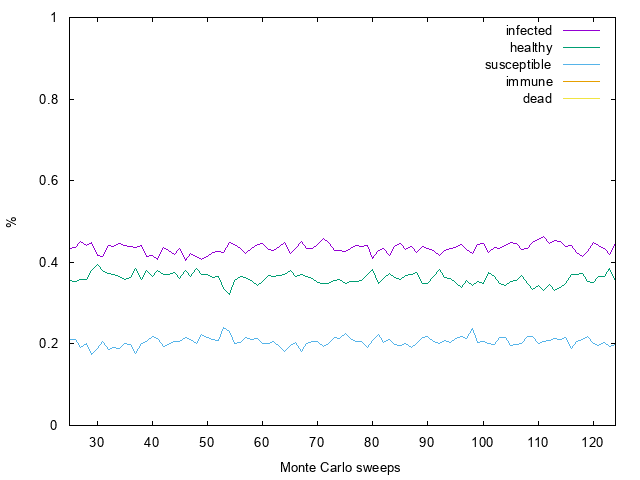 1
0.8
0.6
0.4
0.2
0
%
infected
healthy
susceptible
immune
dead
30 40 50 60 70 80 90 100 110 120
Monte Carlo sweeps